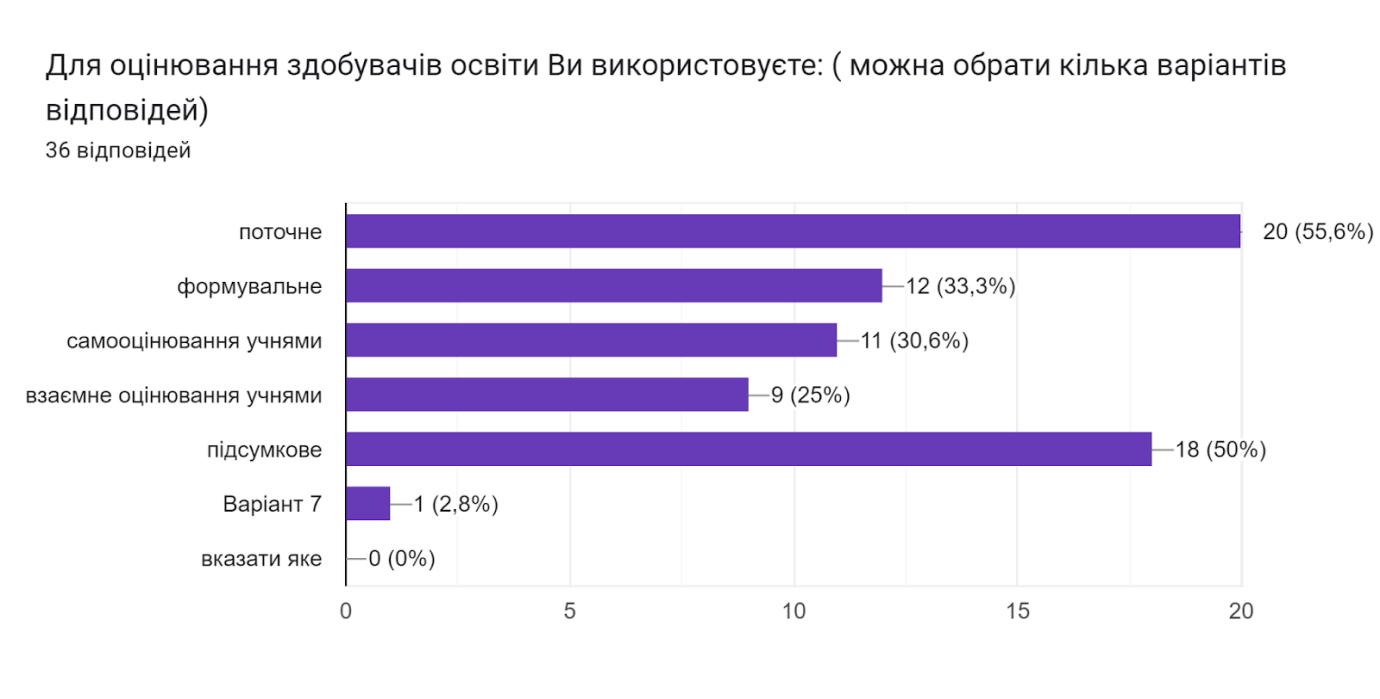 Для оцінювання здобувачів освіти Ви використовуєте: ( можна обрати кілька варіантів
відповідей)
36 відповідей
поточне 20 (55,6%)
формувальне 12 (33,3%)
самооцінювання учнями 11 (30,6%)
взаємне оцінювання учнями 9 (25%)
підсумкове 18 (50%)
Варіант 7 1 (2,8%)
вказати яке 0 (0%)
0 5 10 15 20